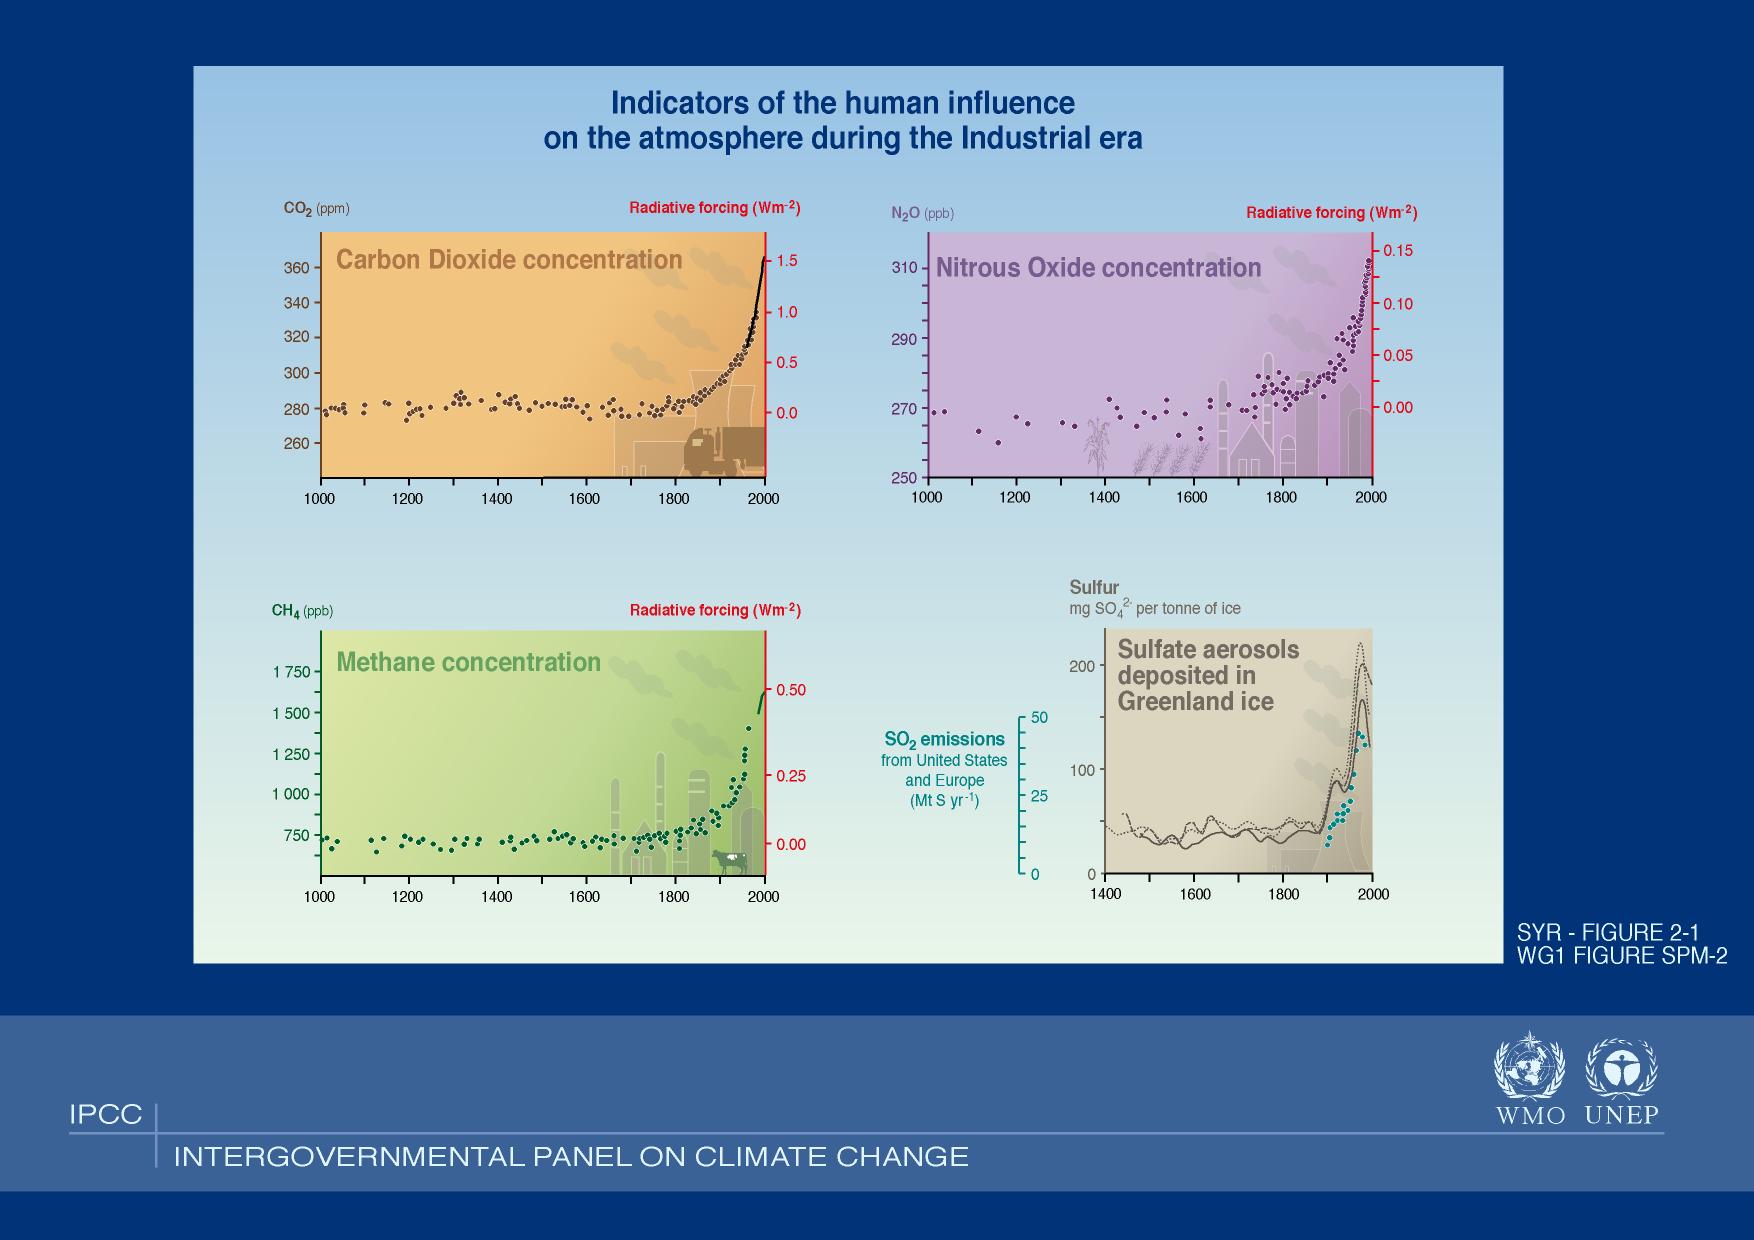 Indicators of the human influence
on the atmosphere during the Industrial era
CO2 (ppm)
Radiative forcing (Wm-2)
Carbon Dioxide concentration
360
340
320
300
280
260
1.5
1.0
0.5
0.0
1000 1200 1400 1600 1800 2000
N2O (ppb)
Radiative forcing (Wm-2)
Nitrous Oxide concentration
310
290
270
250
0.15
0.10
0.05
0.00
1000 1200 1400 1600 1800 2000
CH4 (ppb)
Radiative forcing (Wm-2)
Methane concentration
1 750
1 500
1 250
1 000
750
0.50
0.25
0.00
1000 1200 1400 1600 1800 2000
Sulfur
mg SO4 2- per tonne of ice
Sulfate aerosols
deposited in
Greenland ice
200
100
0
SO2 emissions
from United States
and Europe
(Mt S yr-1)
50
25
0
1400 1600 1800 2000
SYR - FIGURE 2-1
WG1 FIGURE SPM-2
WMO UNEP
IPCC
INTERGOVERNMENTAL PANEL ON CLIMATE CHANGE